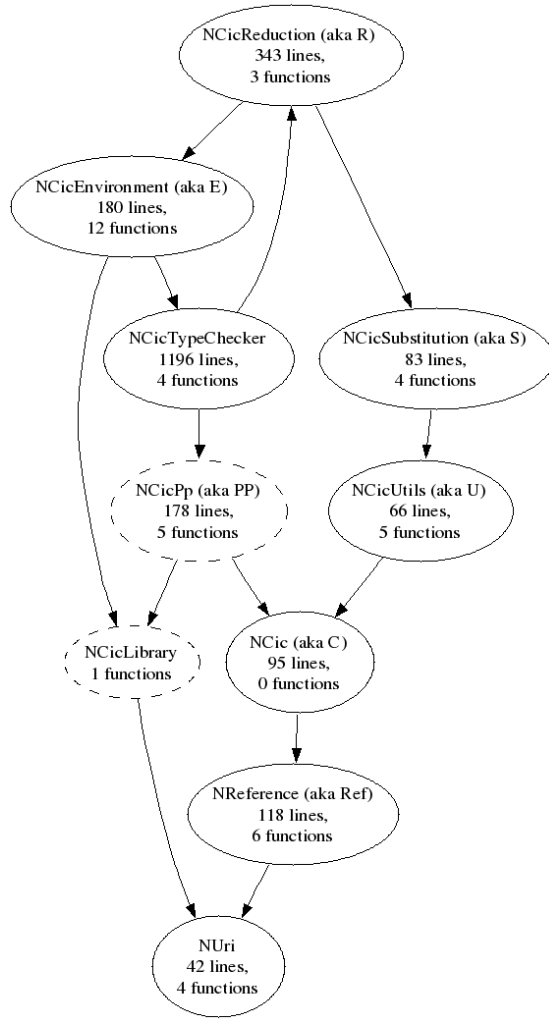 NCicReduction (aka R)
343 lines,
3 functions
NCicEnvironment (aka E)
180 lines,
12 functions
NCicTypeChecker
1196 lines,
4 functions
NCicSubstitution (aka S)
83 lines,
4 functions
NCicPp (aka PP)
178 lines,
5 functions
NCicUtils (aka U)
66 lines,
5 functions
NCicLibrary
1 functions
NCic (aka C)
95 lines,
0 functions
NReference (aka Ref)
118 lines,
6 functions
NUri
42 lines,
4 functions